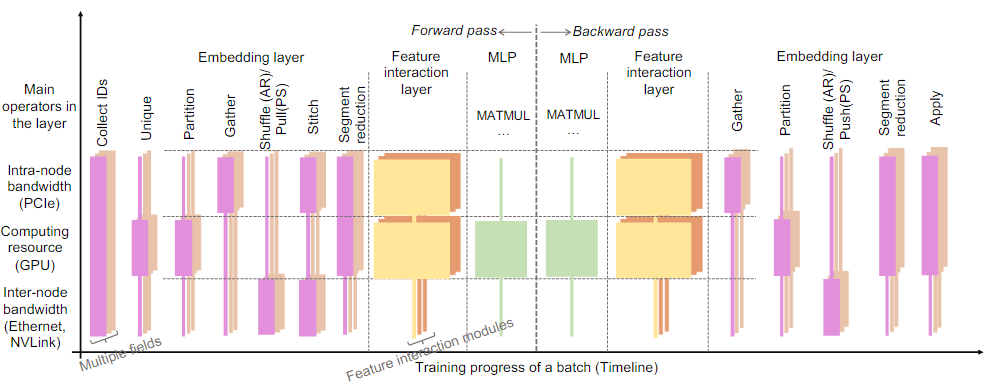 Forward pass
Backward pass
Embedding layer
Feature
interaction
layer
MLP
MLP
Feature
interaction
layer
Embedding layer
Main
operators in
the layer
Collect IDs
Unique
Partition
Gather
Shuffle (AR)/
Pull(PS)
Stitch
Segment
reduction
MATMUL
...
MATMUL
...
Gather
Partition
Shuffle (AR)/
Push(PS)
Segment
reduction
Apply
Intra-node
bandwidth
(PCIe)
Computing
resource
(GPU)
Inter-node
bandwidth
(Ethernet,
NVLink)
Multiple fields
Feature interaction modules
Training progress of a batch (Timeline)